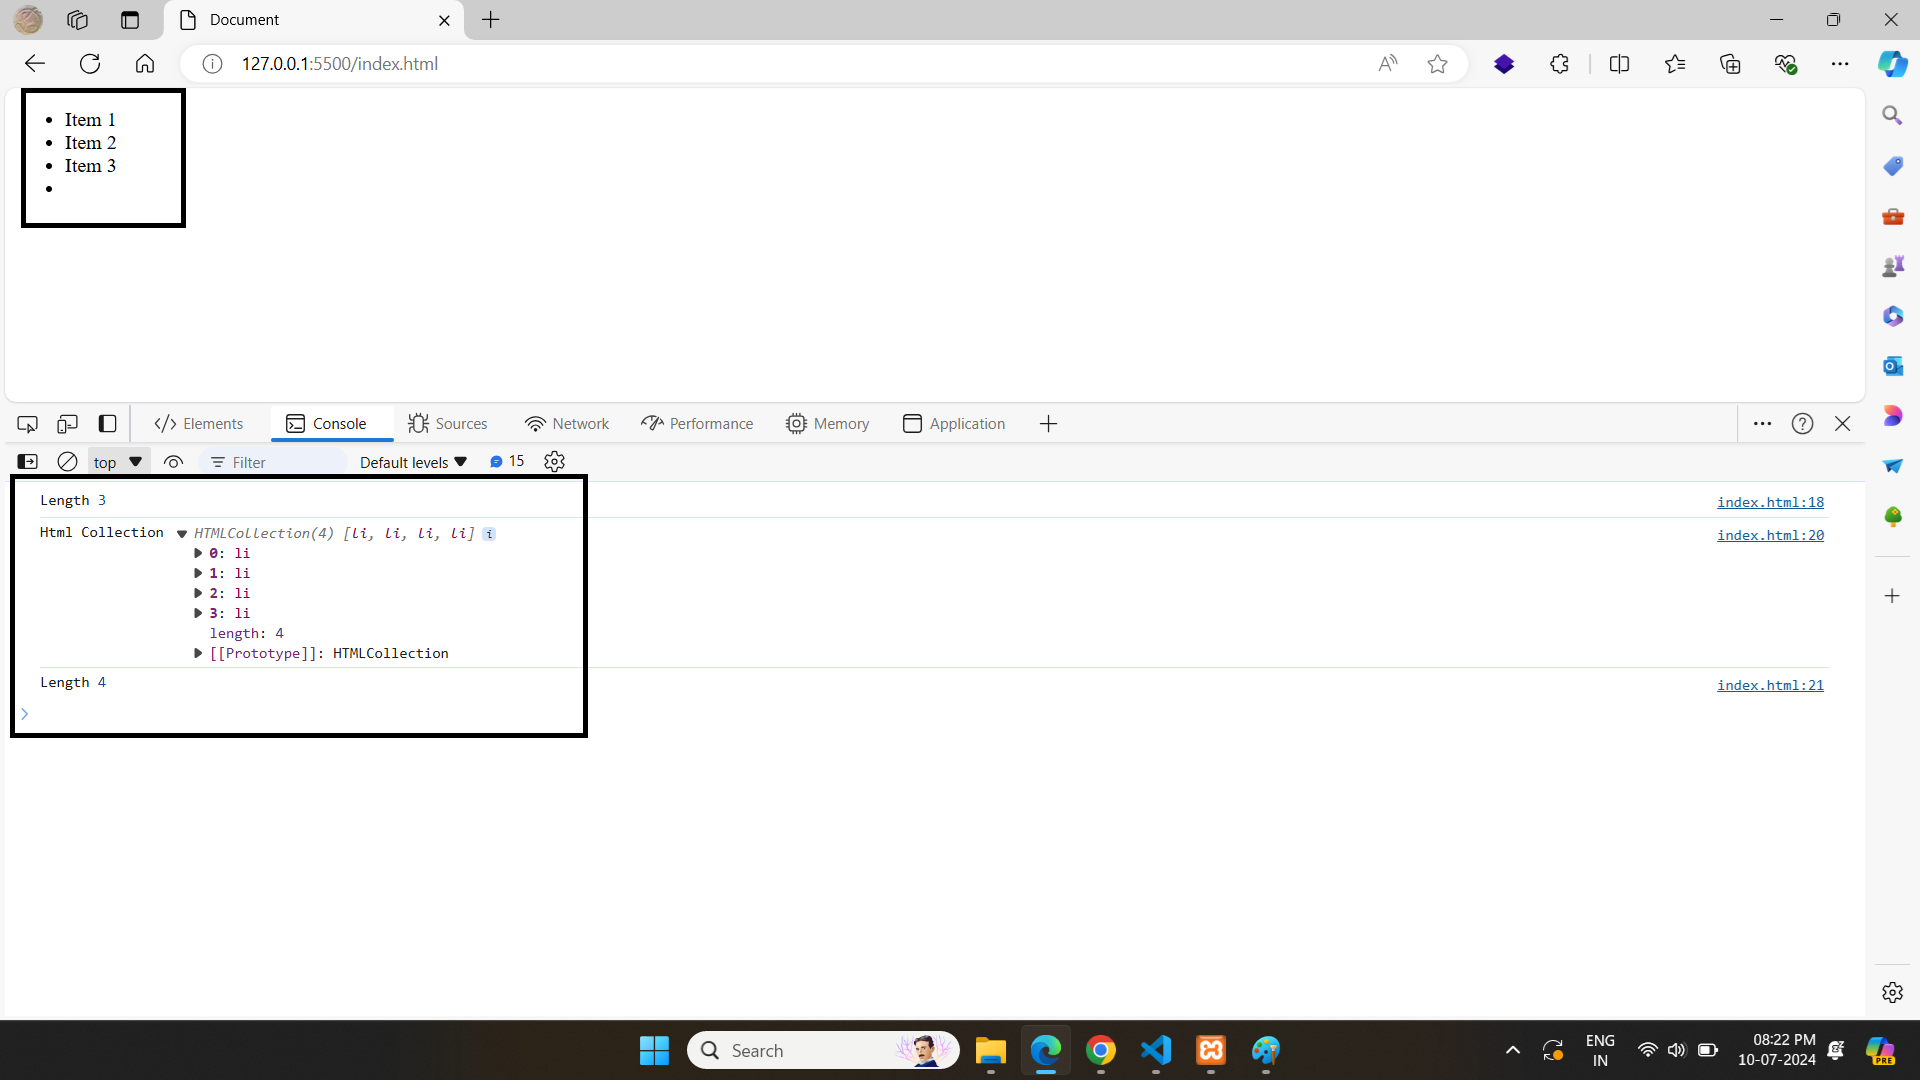 Document
127.0.0.1:5500/index.html
Item 1
Item 2
Item 3
Elements
Console
Sources
Network
Performance
Memory
Application
top
Filter
Default levels
15
Length 3
index.html:18
Html Collection HTMLCollection(4) [li, li, li, li] i
index.html:20
0: li
1: li
2: li
3: li
length: 4
[[Prototype]]: HTMLCollection
Length 4
index.html:21
Search
ENG
IN
08:22 PM
10-07-2024
PRE